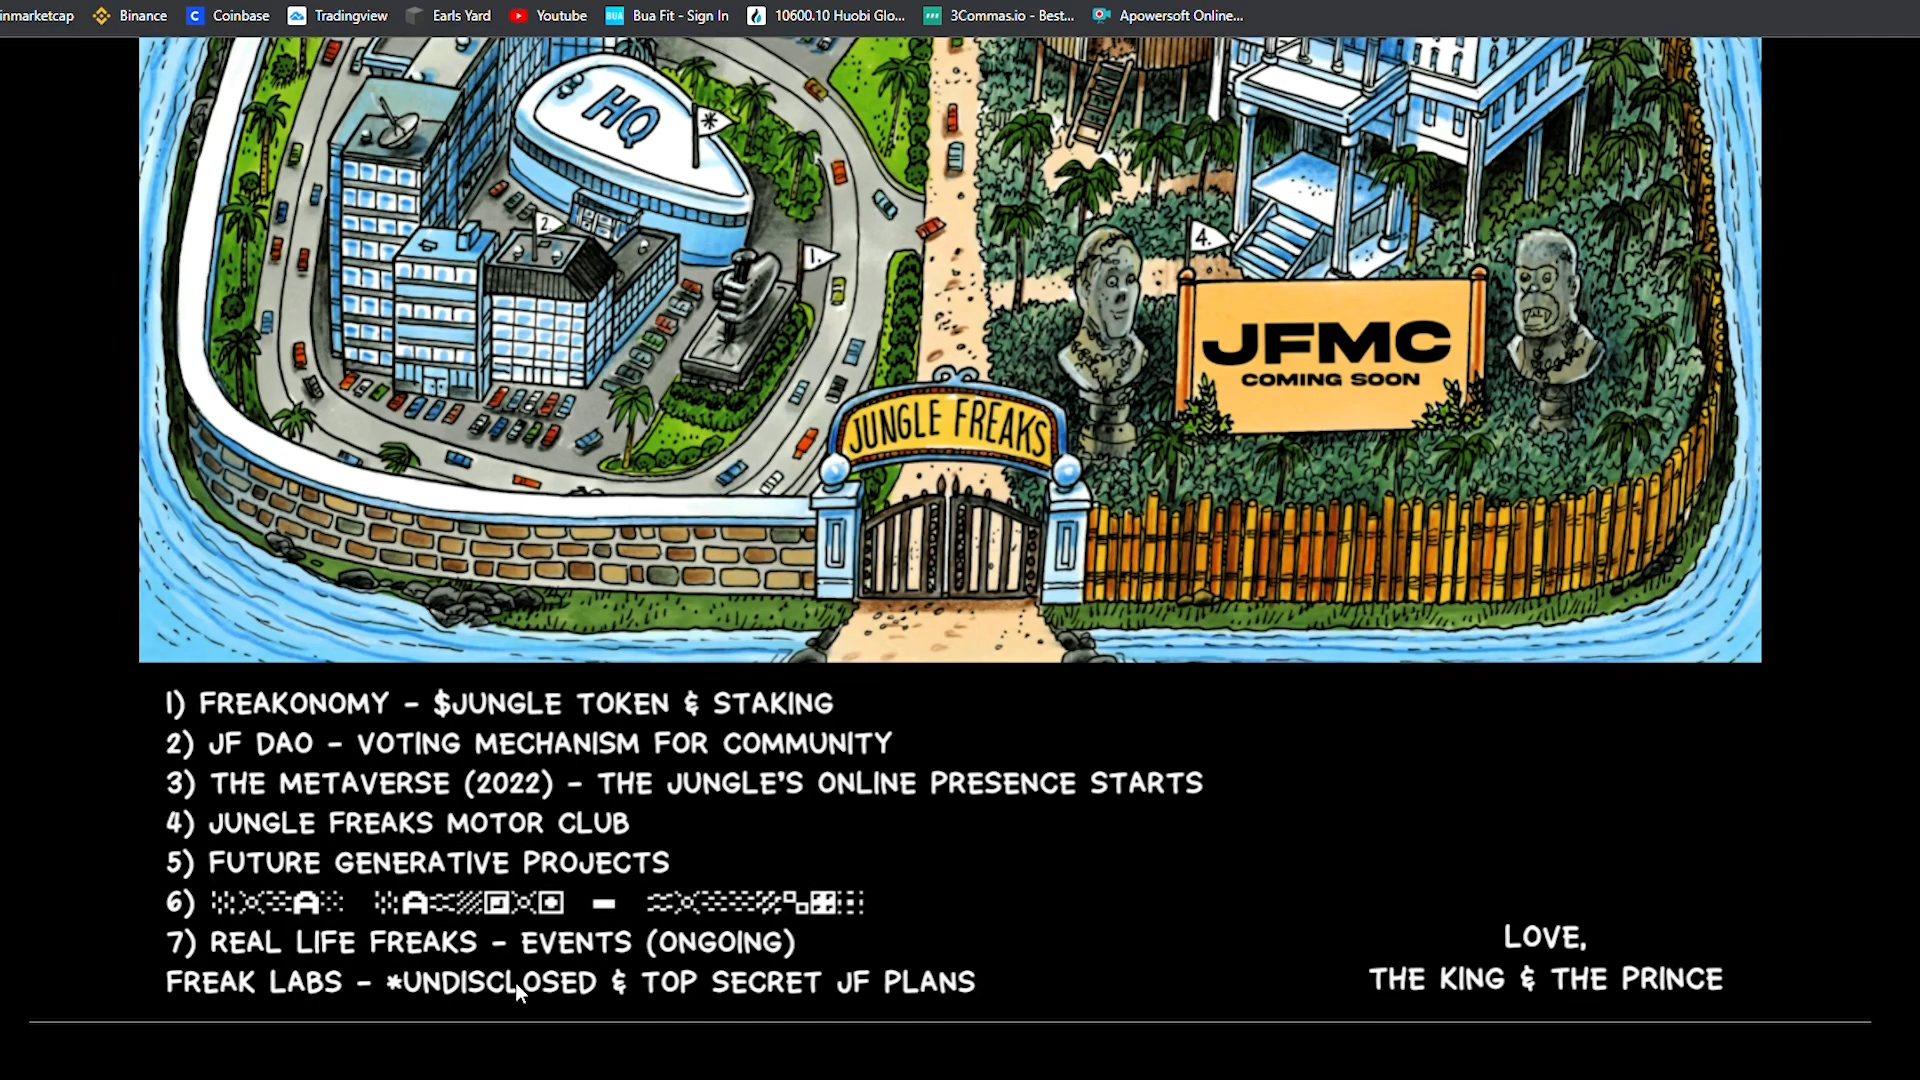 inmarketcap Binance Coinbase Tradingview Earls Yard Youtube Bua Fit - Sign In 10600.10 Huobi Glo... 3Commas.io - Best... Apowersoft Online...
HQ
2.
1.
4.
JFMC
COMING SOON
JUNGLE FREAKS
1) FREAKONOMY - $JUNGLE TOKEN & STAKING
2) JF DAO - VOTING MECHANISM FOR COMMUNITY
3) THE METAVERSE (2022) - THE JUNGLE'S ONLINE PRESENCE STARTS
4) JUNGLE FREAKS MOTOR CLUB
5) FUTURE GENERATIVE PROJECTS
6)
7) REAL LIFE FREAKS - EVENTS (ONGOING)
FREAK LABS - *UNDISCLOSED & TOP SECRET JF PLANS
LOVE,
THE KING & THE PRINCE